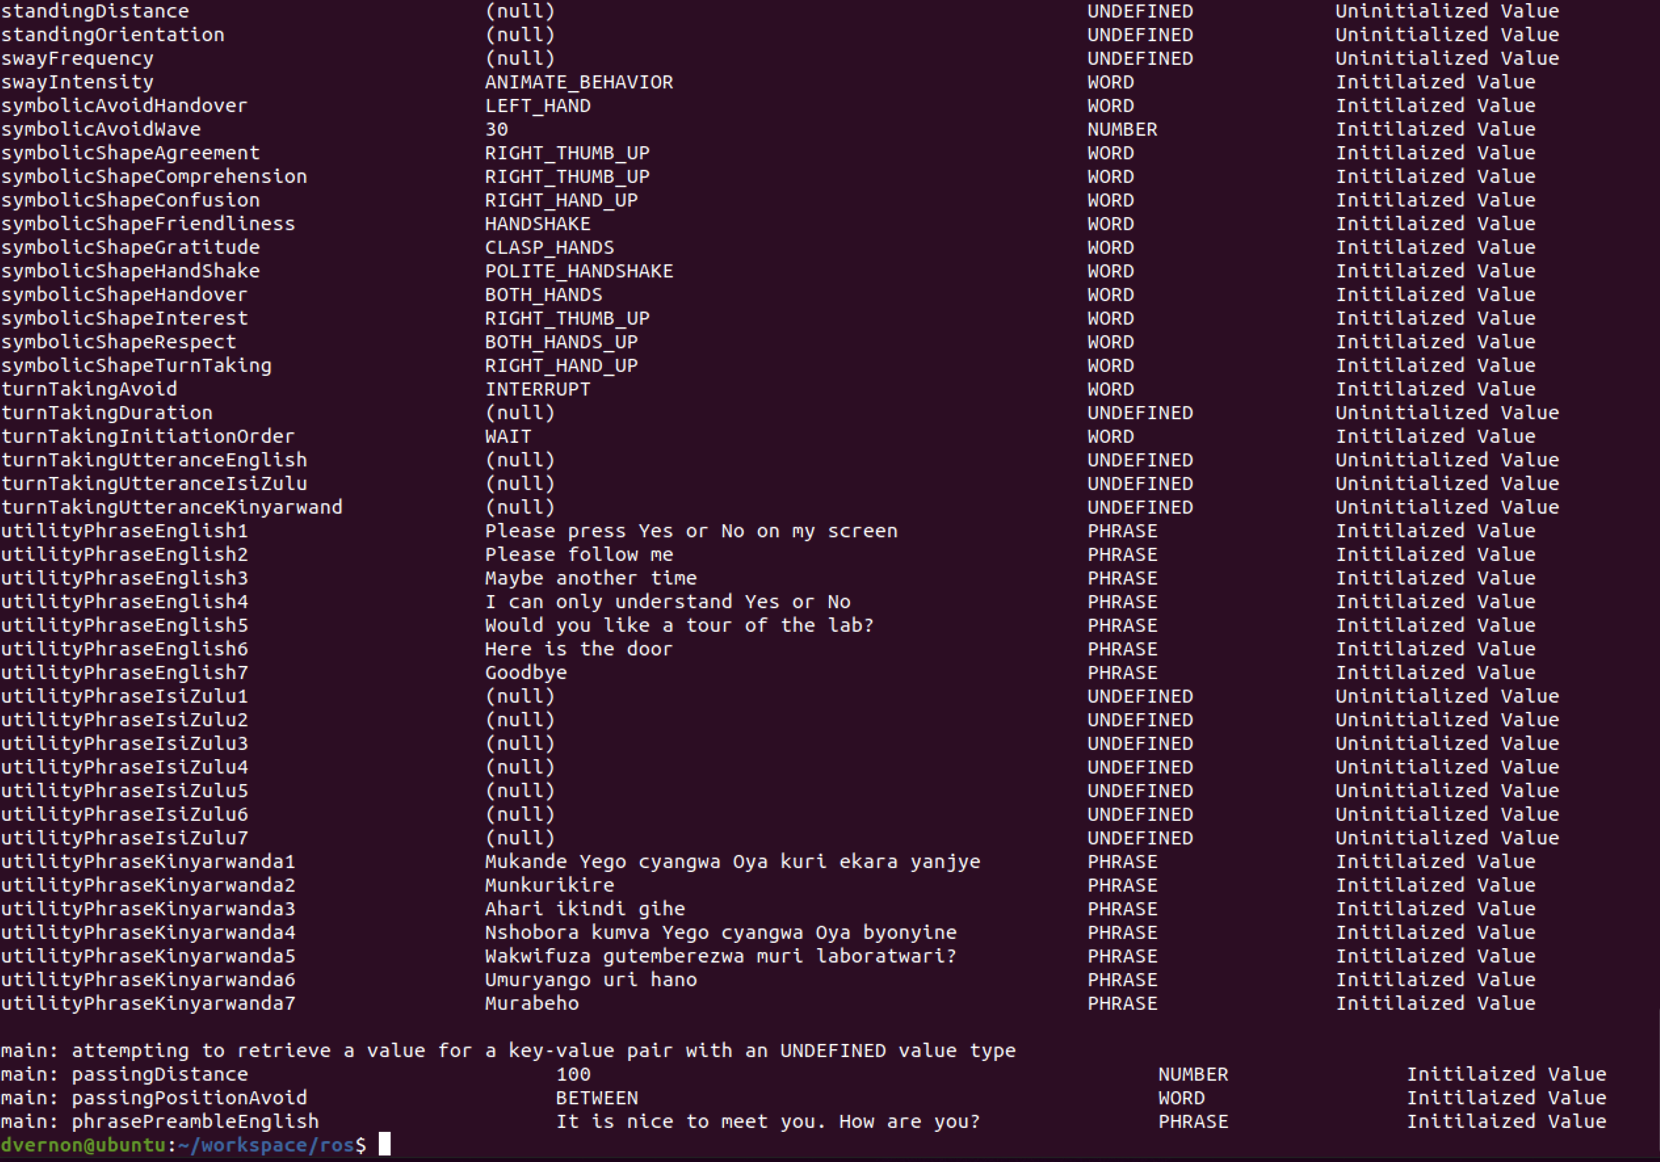 standingDistance (null) UNDEFINED Uninitialized Value
standingOrientation (null) UNDEFINED Uninitialized Value
swayFrequency (null) UNDEFINED Uninitialized Value
swayIntensity ANIMATE_BEHAVIOR WORD Initilaized Value
symbolicAvoidHandover LEFT_HAND WORD Initilaized Value
symbolicAvoidWave 30 NUMBER Initilaized Value
symbolicShapeAgreement RIGHT_THUMB_UP WORD Initilaized Value
symbolicShapeComprehension RIGHT_THUMB_UP WORD Initilaized Value
symbolicShapeConfusion RIGHT_HAND_UP WORD Initilaized Value
symbolicShapeFriendliness HANDSHAKE WORD Initilaized Value
symbolicShapeGratitude CLASP_HANDS WORD Initilaized Value
symbolicShapeHandShake POLITE_HANDSHAKE WORD Initilaized Value
symbolicShapeHandover BOTH_HANDS WORD Initilaized Value
symbolicShapeInterest RIGHT_THUMB_UP WORD Initilaized Value
symbolicShapeRespect BOTH_HANDS_UP WORD Initilaized Value
symbolicShapeTurnTaking RIGHT_HAND_UP WORD Initilaized Value
turnTakingAvoid INTERRUPT WORD Initilaized Value
turnTakingDuration (null) UNDEFINED Uninitialized Value
turnTakingInitiationOrder WAIT WORD Initilaized Value
turnTakingUtteranceEnglish (null) UNDEFINED Uninitialized Value
turnTakingUtteranceIsiZulu (null) UNDEFINED Uninitialized Value
turnTakingUtteranceKinyarwand (null) UNDEFINED Uninitialized Value
utilityPhraseEnglish1 Please press Yes or No on my screen PHRASE Initilaized Value
utilityPhraseEnglish2 Please follow me PHRASE Initilaized Value
utilityPhraseEnglish3 Maybe another time PHRASE Initilaized Value
utilityPhraseEnglish4 I can only understand Yes or No PHRASE Initilaized Value
utilityPhraseEnglish5 Would you like a tour of the lab? PHRASE Initilaized Value
utilityPhraseEnglish6 Here is the door PHRASE Initilaized Value
utilityPhraseEnglish7 Goodbye PHRASE Initilaized Value
utilityPhraseIsiZulu1 (null) UNDEFINED Uninitialized Value
utilityPhraseIsiZulu2 (null) UNDEFINED Uninitialized Value
utilityPhraseIsiZulu3 (null) UNDEFINED Uninitialized Value
utilityPhraseIsiZulu4 (null) UNDEFINED Uninitialized Value
utilityPhraseIsiZulu5 (null) UNDEFINED Uninitialized Value
utilityPhraseIsiZulu6 (null) UNDEFINED Uninitialized Value
utilityPhraseIsiZulu7 (null) UNDEFINED Uninitialized Value
utilityPhraseKinyarwanda1 Mukande Yego cyangwa Oya kuri ekara yanjye PHRASE Initilaized Value
utilityPhraseKinyarwanda2 Munkurikire PHRASE Initilaized Value
utilityPhraseKinyarwanda3 Ahari ikindi gihe PHRASE Initilaized Value
utilityPhraseKinyarwanda4 Nshobora kumva Yego cyangwa Oya byonyine PHRASE Initilaized Value
utilityPhraseKinyarwanda5 Wakwifuza gutemberezwa muri laboratwari? PHRASE Initilaized Value
utilityPhraseKinyarwanda6 Umuryango uri hano PHRASE Initilaized Value
utilityPhraseKinyarwanda7 Murabeho PHRASE Initilaized Value
main: attempting to retrieve a value for a key-value pair with an UNDEFINED value type
main: passingDistance 100 NUMBER Initilaized Value
main: passingPositionAvoid BETWEEN WORD Initilaized Value
main: phrasePreambleEnglish It is nice to meet you. How are you? PHRASE Initilaized Value
dvernon@ubuntu:~/workspace/ros$